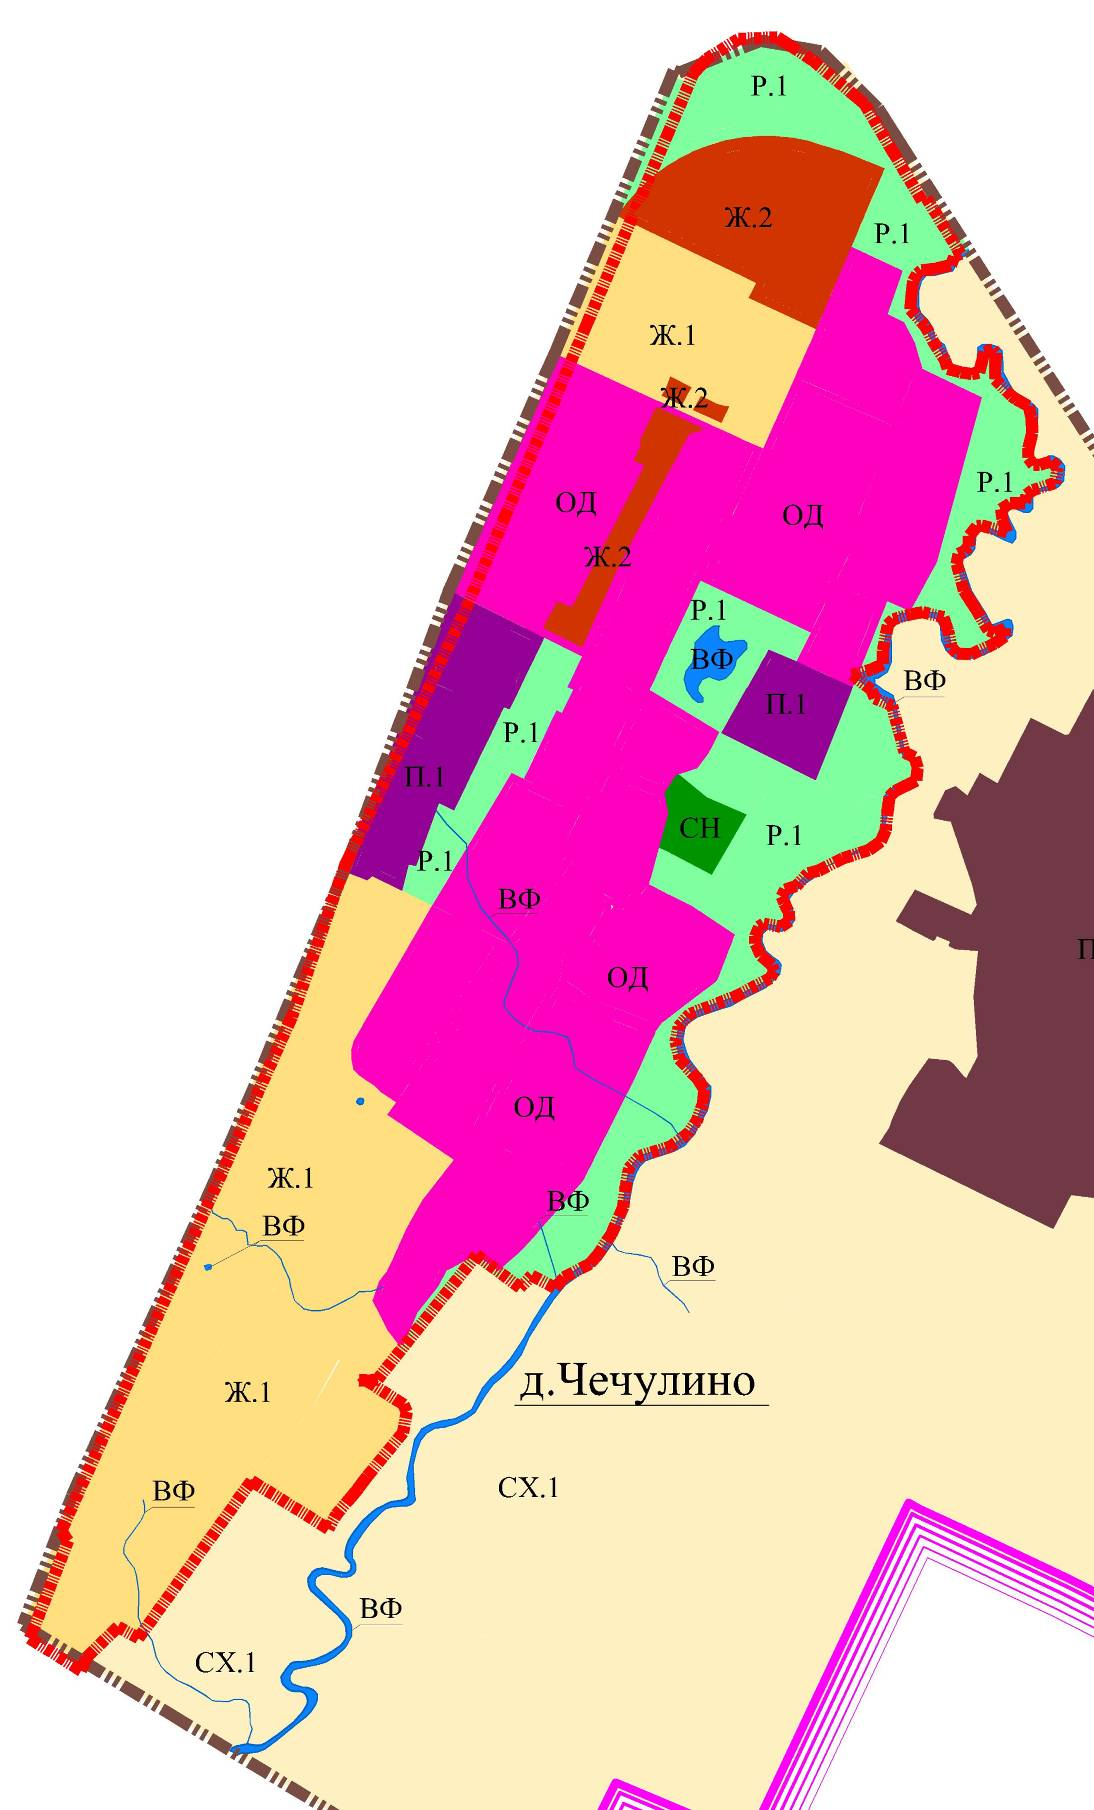 Р.1
Ж.2
Р.1
Ж.1
Ж.2
Р.1
ОД
ОД
Ж.2
Р.1
ВФ
ВФ
П.1
Р.1
П.1
СН
Р.1
Р.1
ВФ
П
ОД
ОД
Ж.1
ВФ
ВФ
ВФ
д.Чечулино
Ж.1
СХ.1
ВФ
ВФ
СХ.1